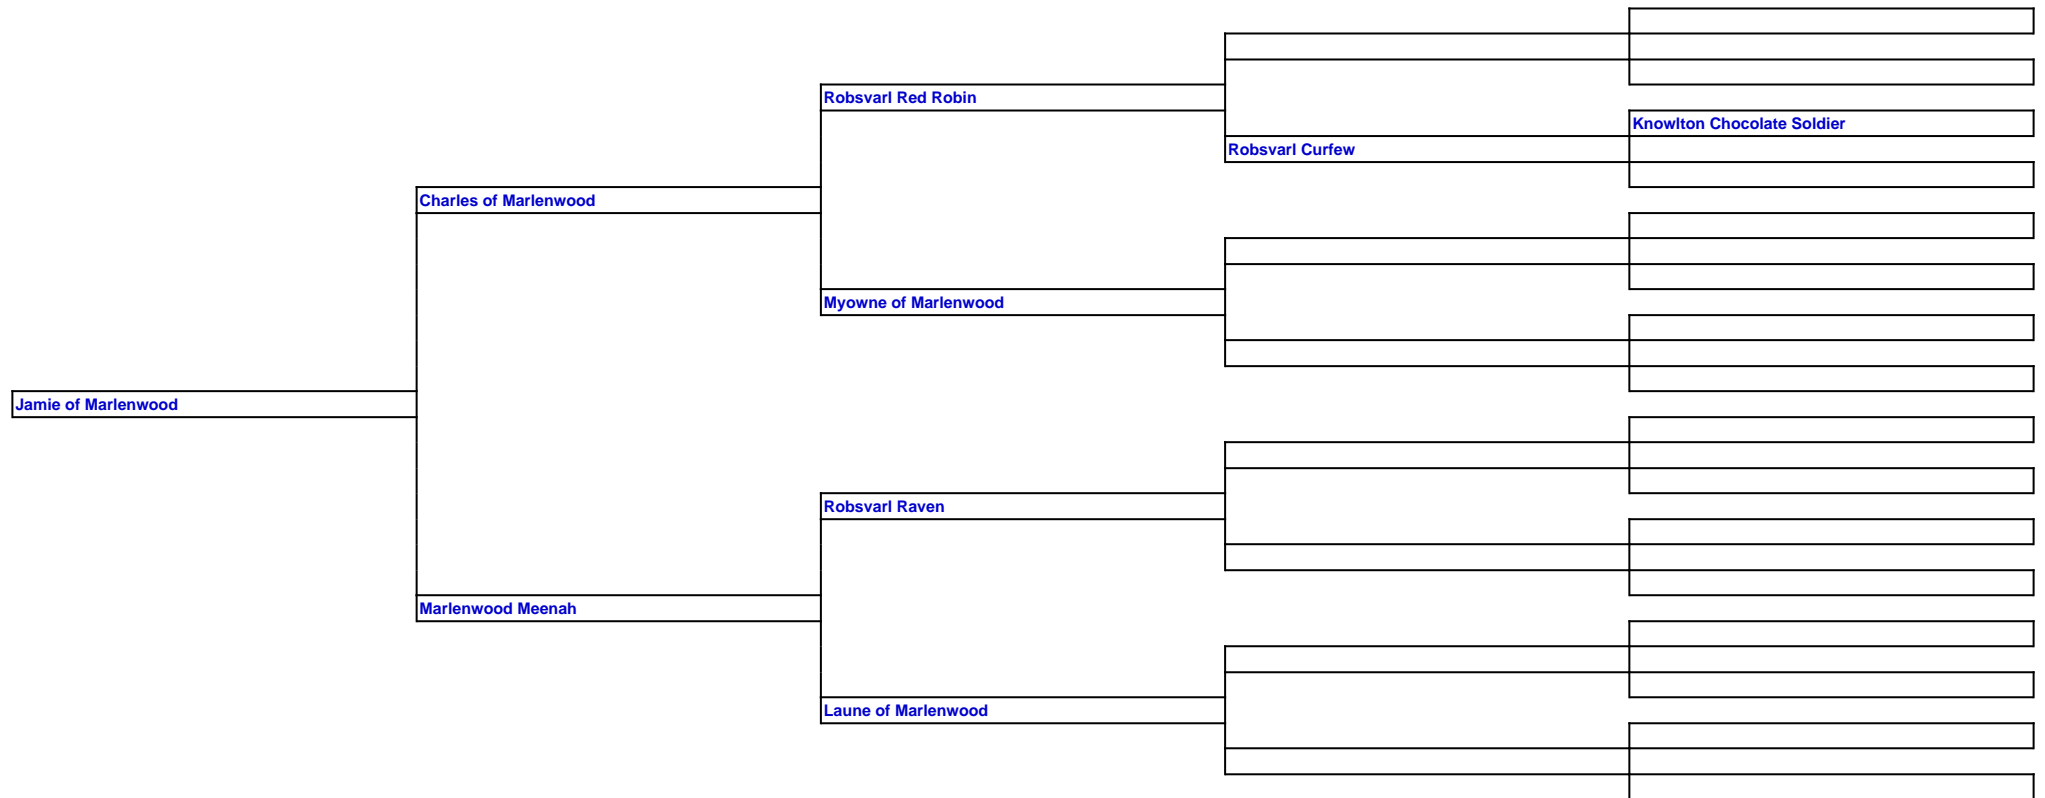 Robsvarl Red Robin
Knowlton Chocolate Soldier
Robsvarl Curfew
Charles of Marlenwood
Myowne of Marlenwood
Jamie of Marlenwood
Robsvarl Raven
Marlenwood Meenah
Laune of Marlenwood